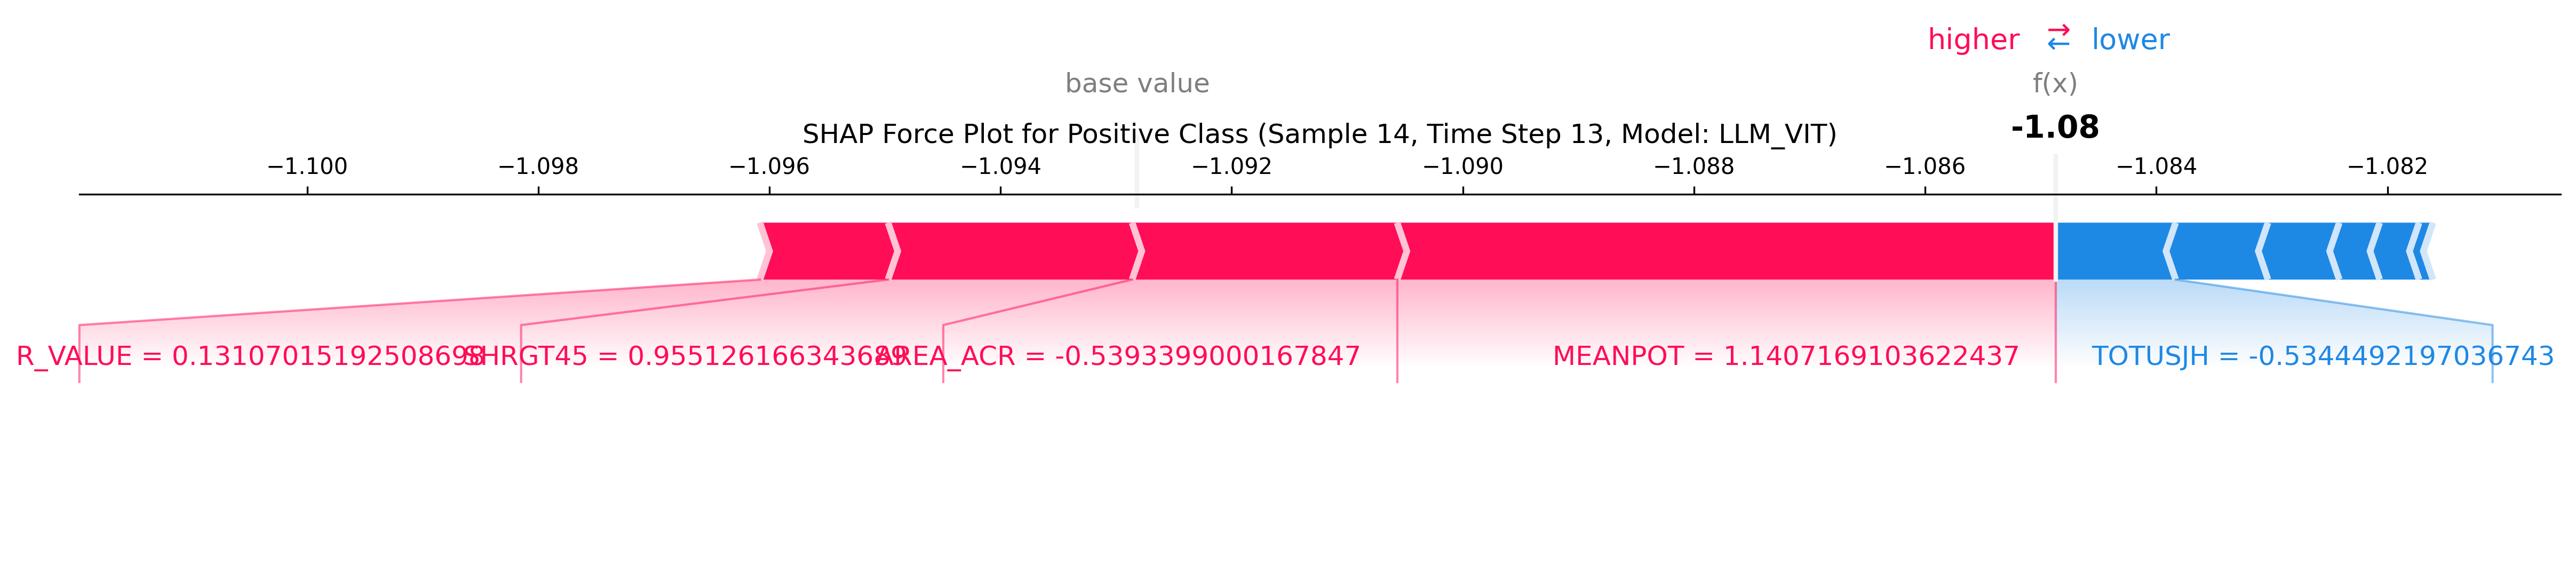 higher ⇄ lower
base value f(x)
SHAP Force Plot for Positive Class (Sample 14, Time Step 13, Model: LLM_VIT) -1.08
−1.100 −1.098 −1.096 −1.094 −1.092 −1.090 −1.088 −1.086 −1.084 −1.082
R_VALUE = 0.13107015192508698 SHRGT45 = 0.955126166343689 AREA_ACR = -0.5393399000167847 MEANPOT = 1.1407169103622437 TOTUSJH = -0.5344492197036743